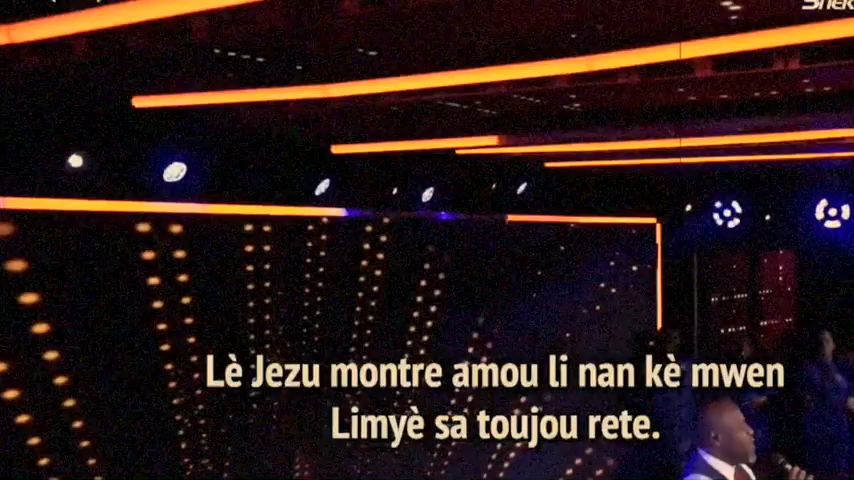 Lè Jezu montre amou li nan kè mwen
Limyè sa toujou rete.